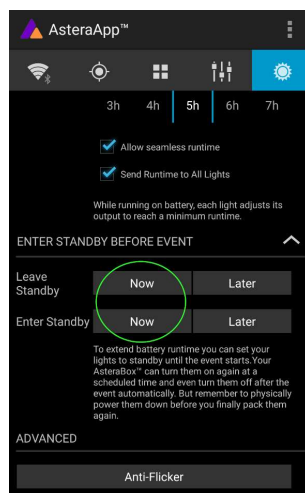 AsteraApp™
3h 4h 5h 6h 7h
Allow seamless runtime
Send Runtime to All Lights
While running on battery, each light adjusts its
output to reach a minimum runtime.
ENTER STANDBY BEFORE EVENT
Leave
Standby
Now Later
Enter Standby Now Later
To extend battery runtime you can set your
lights to standby until the event starts.Your
AsteraBox™ can turn them on again at a
scheduled time and even turn them off after the
event automatically. But remember to physically
power them down before you finally pack them
again.
ADVANCED
Anti-Flicker